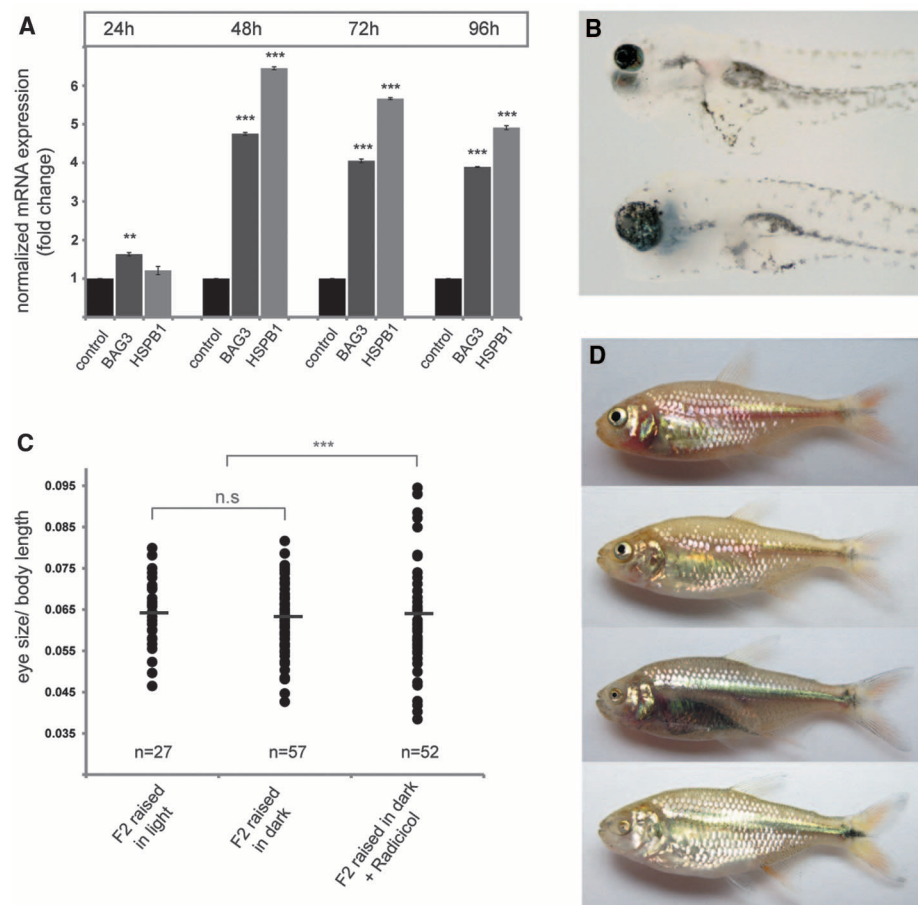 A
24h 48h 72h 96h
normalized mRNA expression
(fold change)
6
5
4
3
2
1
**
***
***
***
***
***
***
control BAG3 HSPB1 control BAG3 HSPB1 control BAG3 HSPB1 control BAG3 HSPB1
B
C
***
n.s
eye size/ body length
0.095
0.085
0.075
0.065
0.055
0.045
0.035
n=27 n=57 n=52
F2 raised
in light
F2 raised
in dark
F2 raised in dark
+ Radicicol
D